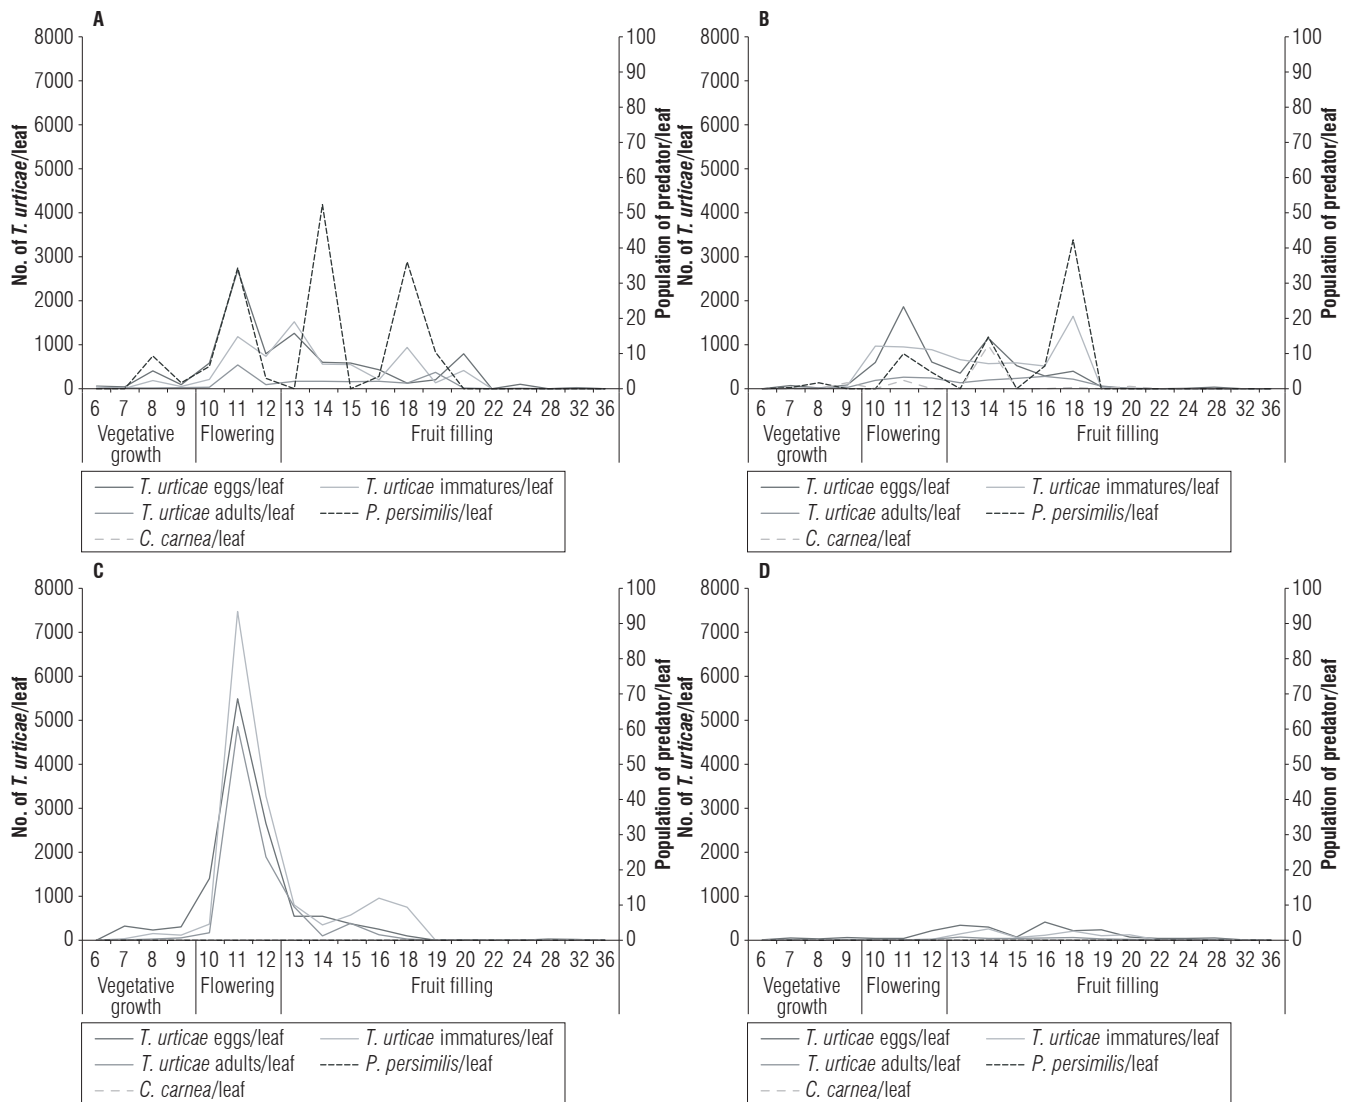 A
No. of T. urticae/leaf
8000
7000
6000
5000
4000
3000
2000
1000
0
100
90
80
70
60
50
40
30
20
10
0
Population of predator/leaf
6 7 8 9 10 11 12 13 14 15 16 18 19 20 22 24 28 32 36
Vegetative growth
Flowering
Fruit filling
T. urticae eggs/leaf T. urticae immatures/leaf
T. urticae adults/leaf P. persimilis/leaf
C. carnea/leaf
B
No. of T. urticae/leaf
8000
7000
6000
5000
4000
3000
2000
1000
0
100
90
80
70
60
50
40
30
20
10
0
Population of predator/leaf
6 7 8 9 10 11 12 13 14 15 16 18 19 20 22 24 28 32 36
Vegetative growth
Flowering
Fruit filling
T. urticae eggs/leaf T. urticae immatures/leaf
T. urticae adults/leaf P. persimilis/leaf
C. carnea/leaf
C
No. of T. urticae/leaf
8000
7000
6000
5000
4000
3000
2000
1000
0
100
90
80
70
60
50
40
30
20
10
0
Population of predator/leaf
6 7 8 9 10 11 12 13 14 15 16 18 19 20 22 24 28 32 36
Vegetative growth
Flowering
Fruit filling
T. urticae eggs/leaf T. urticae immatures/leaf
T. urticae adults/leaf P. persimilis/leaf
C. carnea/leaf
D
No. of T. urticae/leaf
8000
7000
6000
5000
4000
3000
2000
1000
0
100
90
80
70
60
50
40
30
20
10
0
Population of predator/leaf
6 7 8 9 10 11 12 13 14 15 16 18 19 20 22 24 28 32 36
Vegetative growth
Flowering
Fruit filling
T. urticae eggs/leaf T. urticae immatures/leaf
T. urticae adults/leaf P. persimilis/leaf
C. carnea/leaf